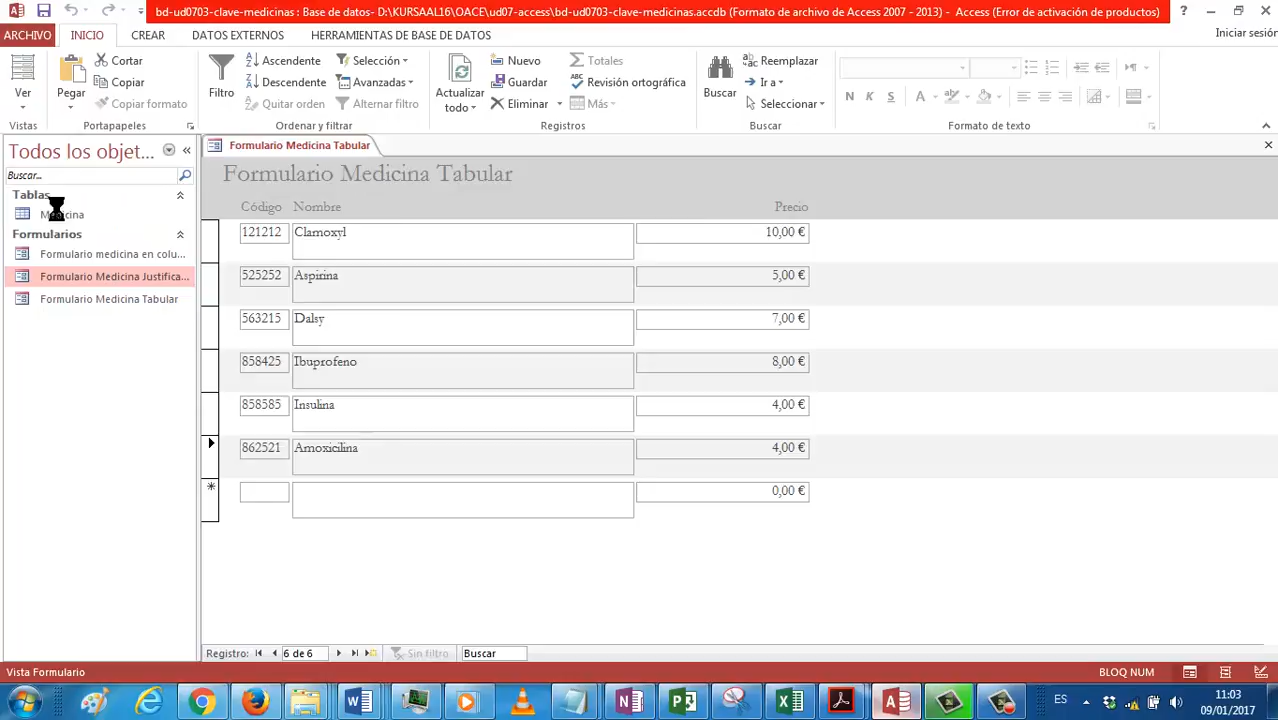 bd-ud0703-clave-medicinas : Base de datos- D:\KURSAAL16\OACE\ud07-access\bd-ud0703-clave-medicinas.accdb (Formato de archivo de Access 2007 - 2013) - Access (Error de activación de productos)
ARCHIVO INICIO CREAR DATOS EXTERNOS HERRAMIENTAS DE BASE DE DATOS Iniciar sesión
Ver
Vistas
Pegar
Cortar
Copiar
Copiar formato
Portapapeles
Filtro
Ascendente
Descendente
Quitar orden
Selección
Avanzadas
Alternar filtro
Ordenar y filtrar
Actualizar
todo
Nuevo
Guardar
Eliminar
Totales
Revisión ortográfica
Más
Registros
Buscar
Reemplazar
Ir a
Seleccionar
Buscar
N K S A
Formato de texto
Todos los objet...
Buscar...
Tablas
Medicina
Formularios
Formulario medicina en colu...
Formulario Medicina Justifica...
Formulario Medicina Tabular
Formulario Medicina Tabular
Formulario Medicina Tabular
Código Nombre Precio
121212 Clamoxyl 10,00 €
525252 Aspirina 5,00 €
563215 Dalsy 7,00 €
858425 Ibuprofeno 8,00 €
858585 Insulina 4,00 €
862521 Amoxicilina 4,00 €
0,00 €
Registro: 6 de 6 Sin filtro Buscar
Vista Formulario BLOQ NUM
ES
11:03
09/01/2017